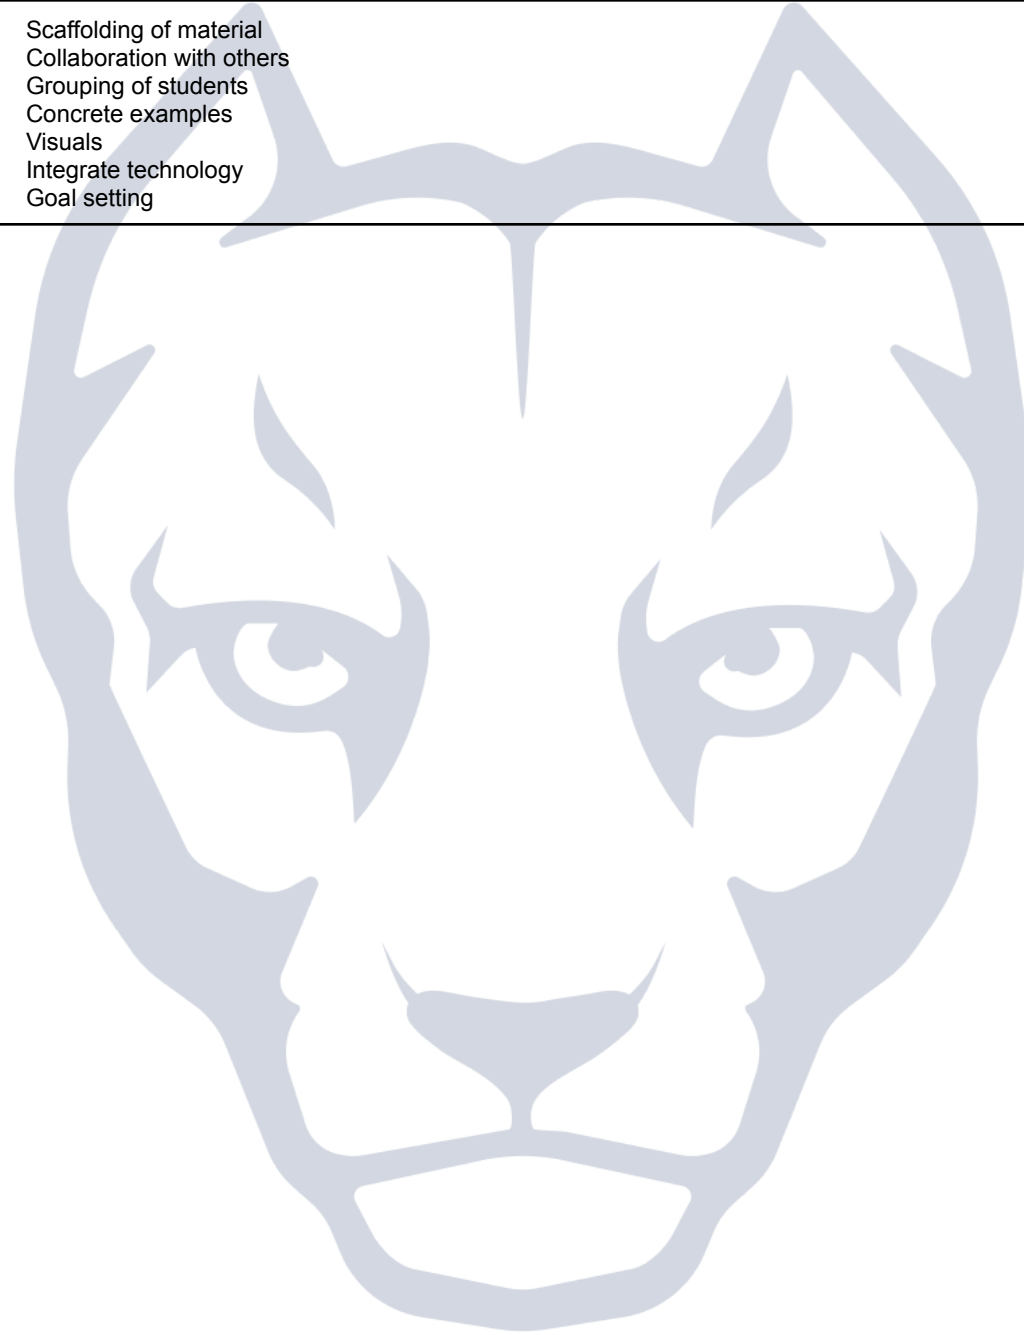 Scaffolding of material
Collaboration with others
Grouping of students
Concrete examples
Visuals
Integrate technology
Goal setting